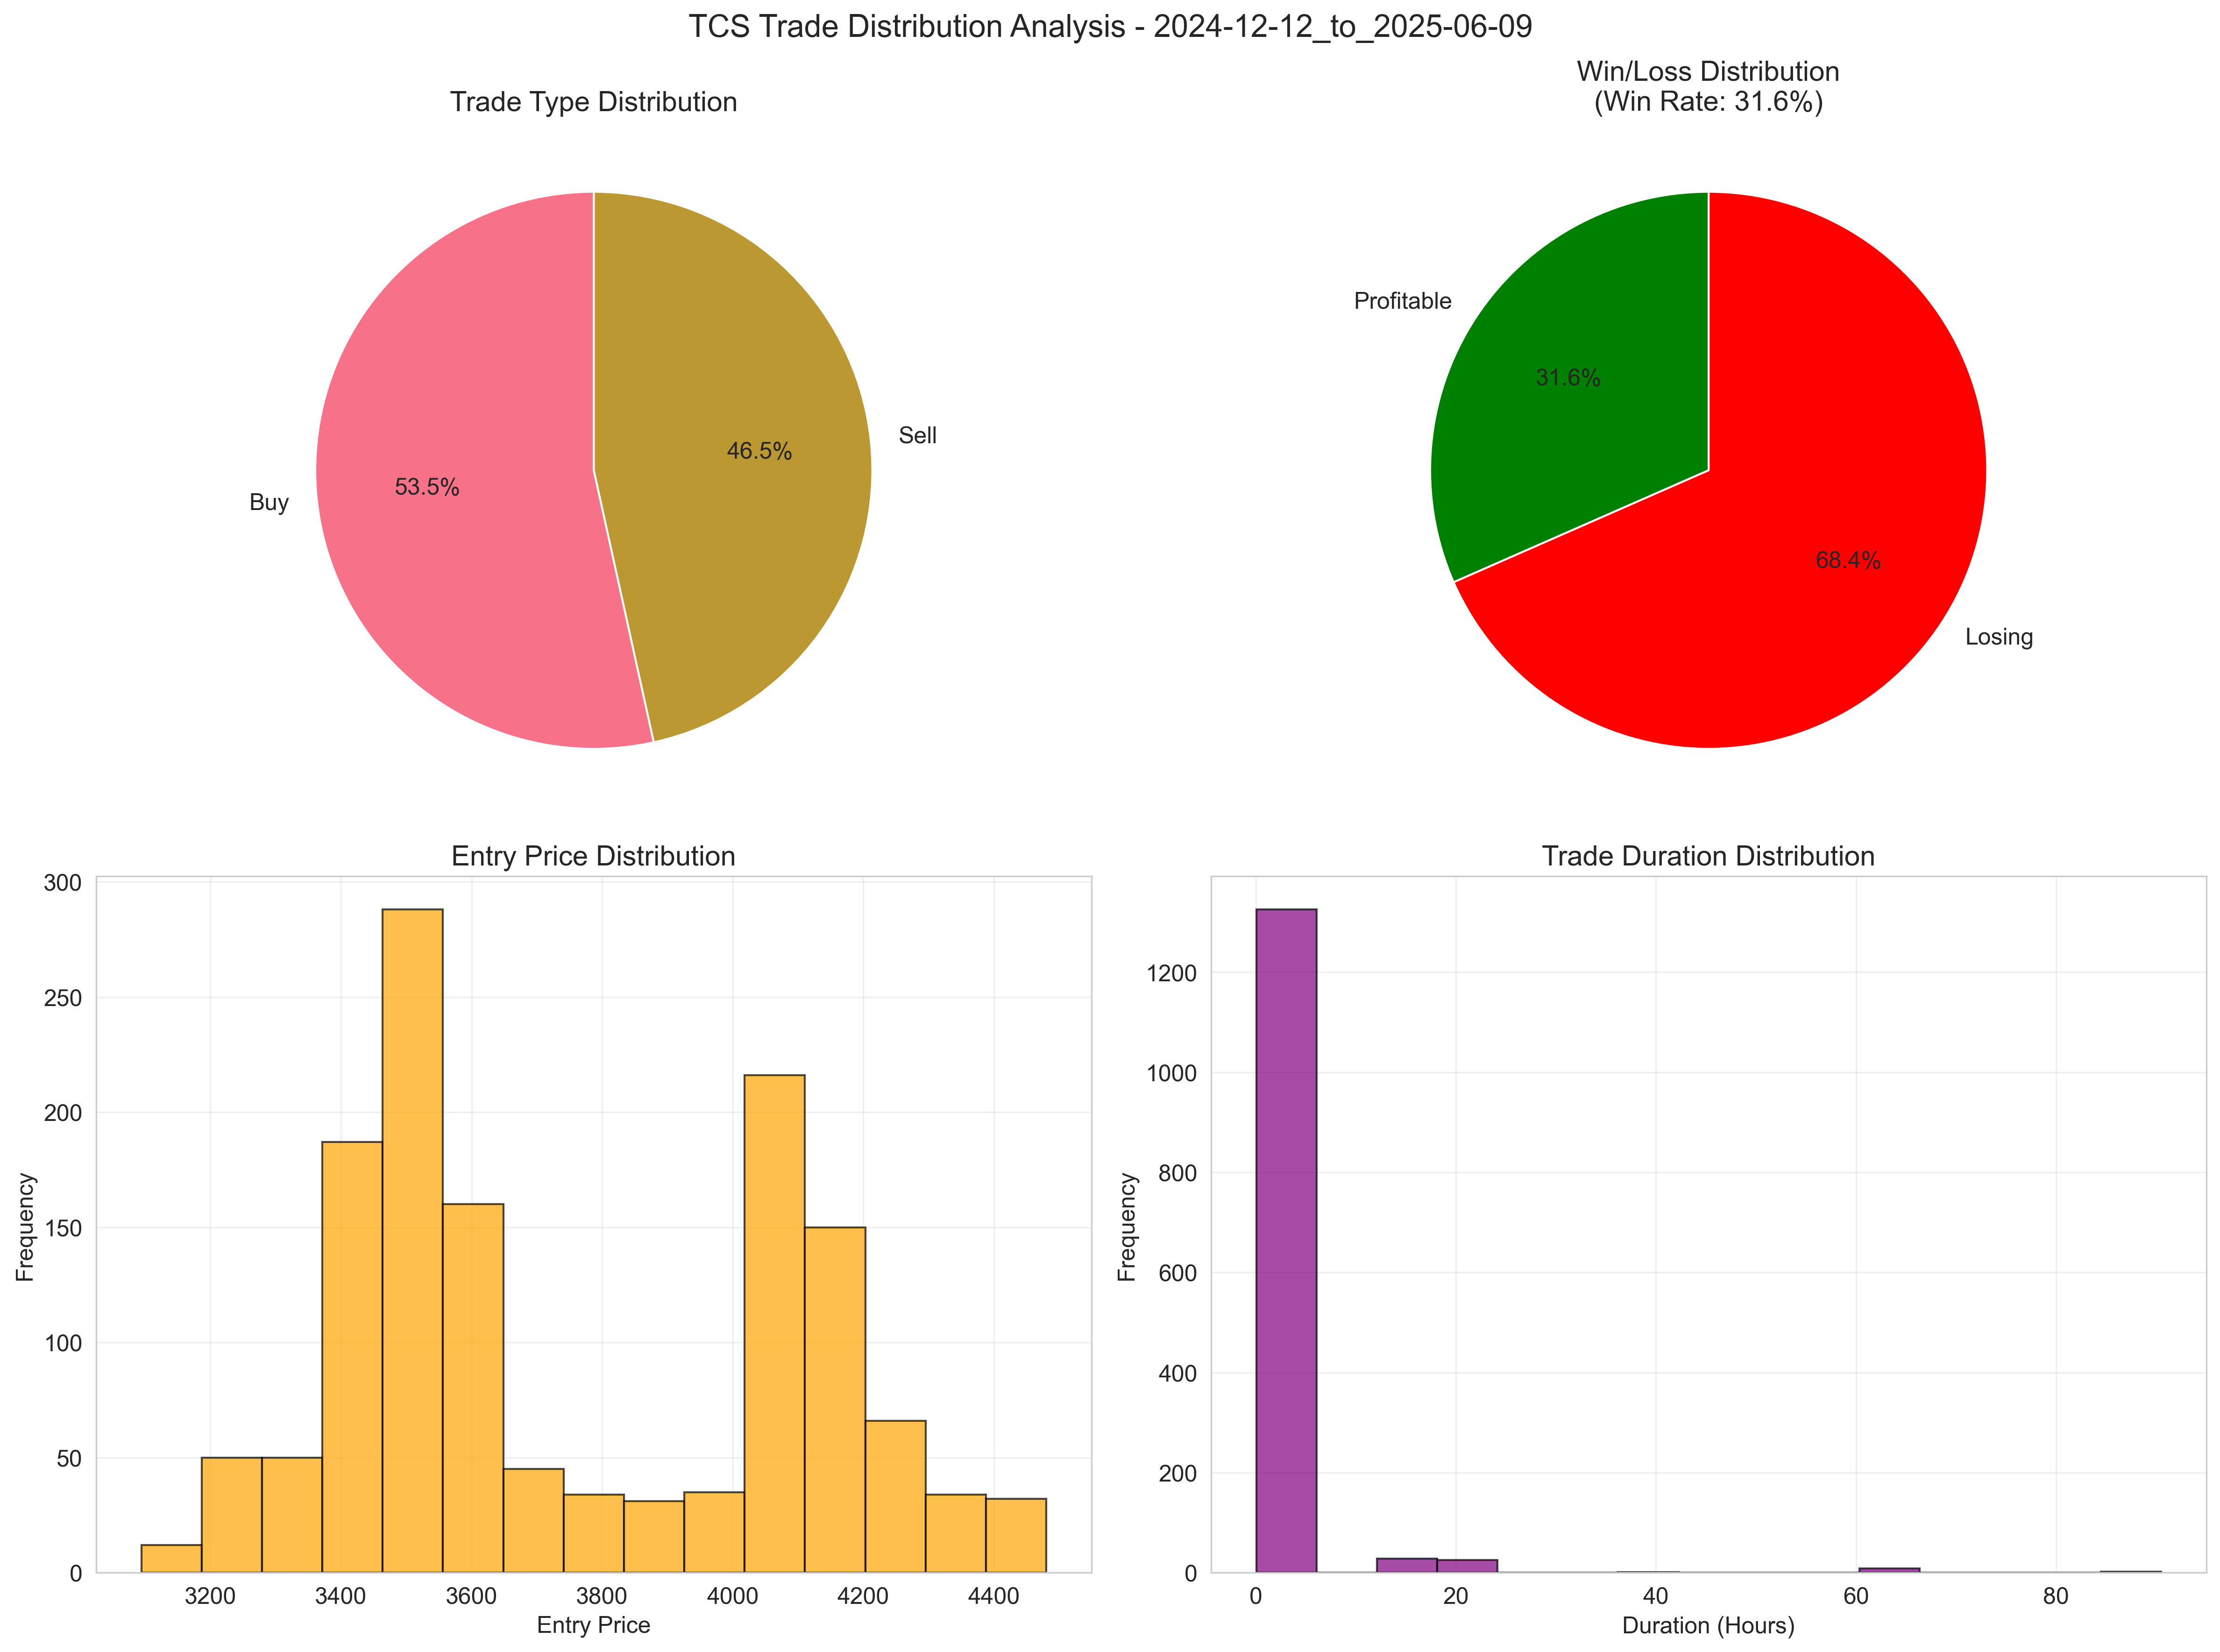 TCS Trade Distribution Analysis - 2024-12-12_to_2025-06-09
Trade Type Distribution
Buy
53.5%
46.5%
Sell
Win/Loss Distribution
(Win Rate: 31.6%)
Profitable
31.6%
68.4%
Losing
Entry Price Distribution
Frequency
300
250
200
150
100
50
0
3200 3400 3600 3800 4000 4200 4400
Entry Price
Trade Duration Distribution
Frequency
1200
1000
800
600
400
200
0
0 20 40 60 80
Duration (Hours)